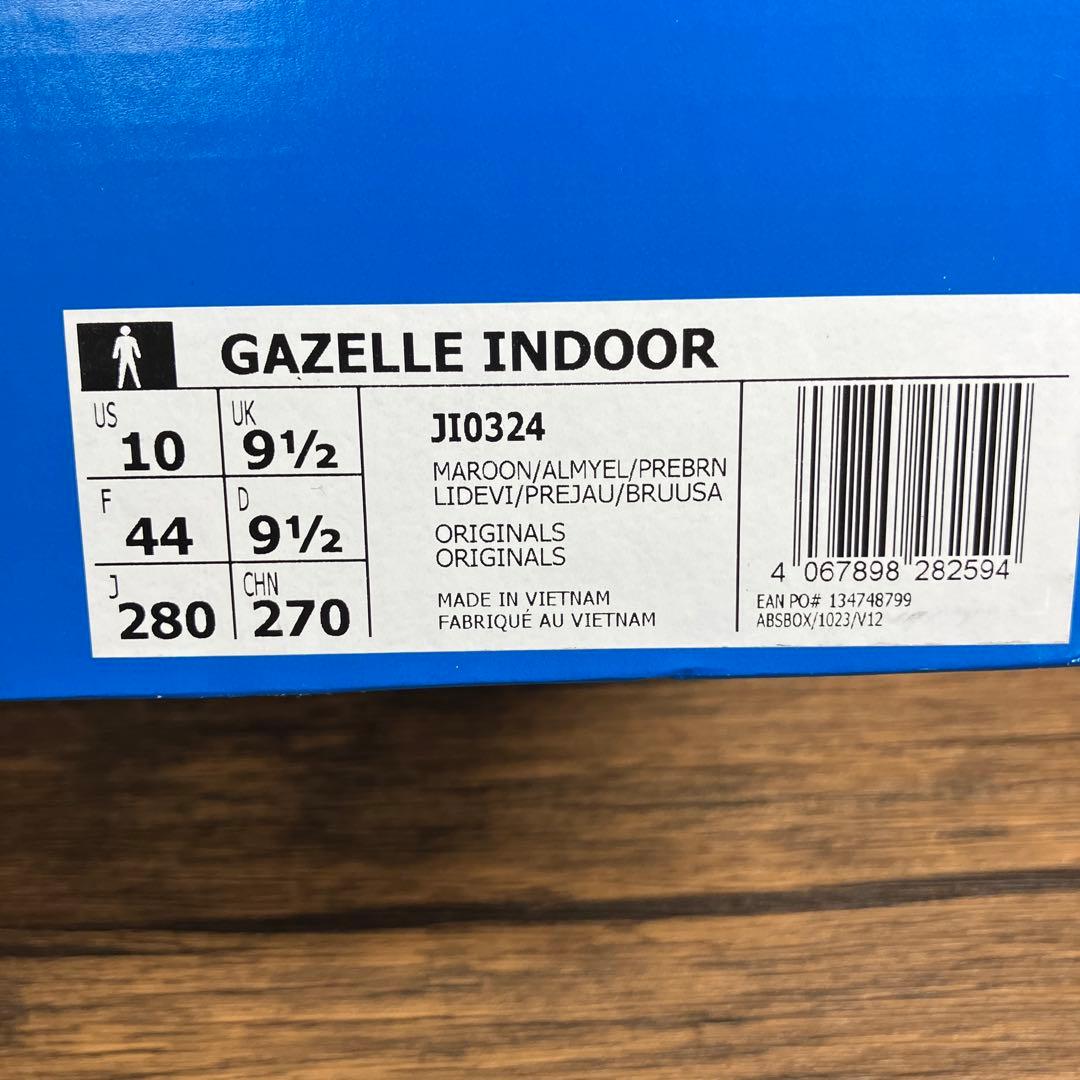 GAZELLE INDOOR
US 10 UK 9½
F 44 D 9½
J 280 CHN 270
JI0324
MAROON/ALMYEL/PREBRN
LIDEVI/PREJAU/BRUUSA
ORIGINALS
ORIGINALS
MADE IN VIETNAM
FABRIQUÉ AU VIETNAM
4 067898 282594
EAN PO# 134748799
ABSBOX/1023/V12